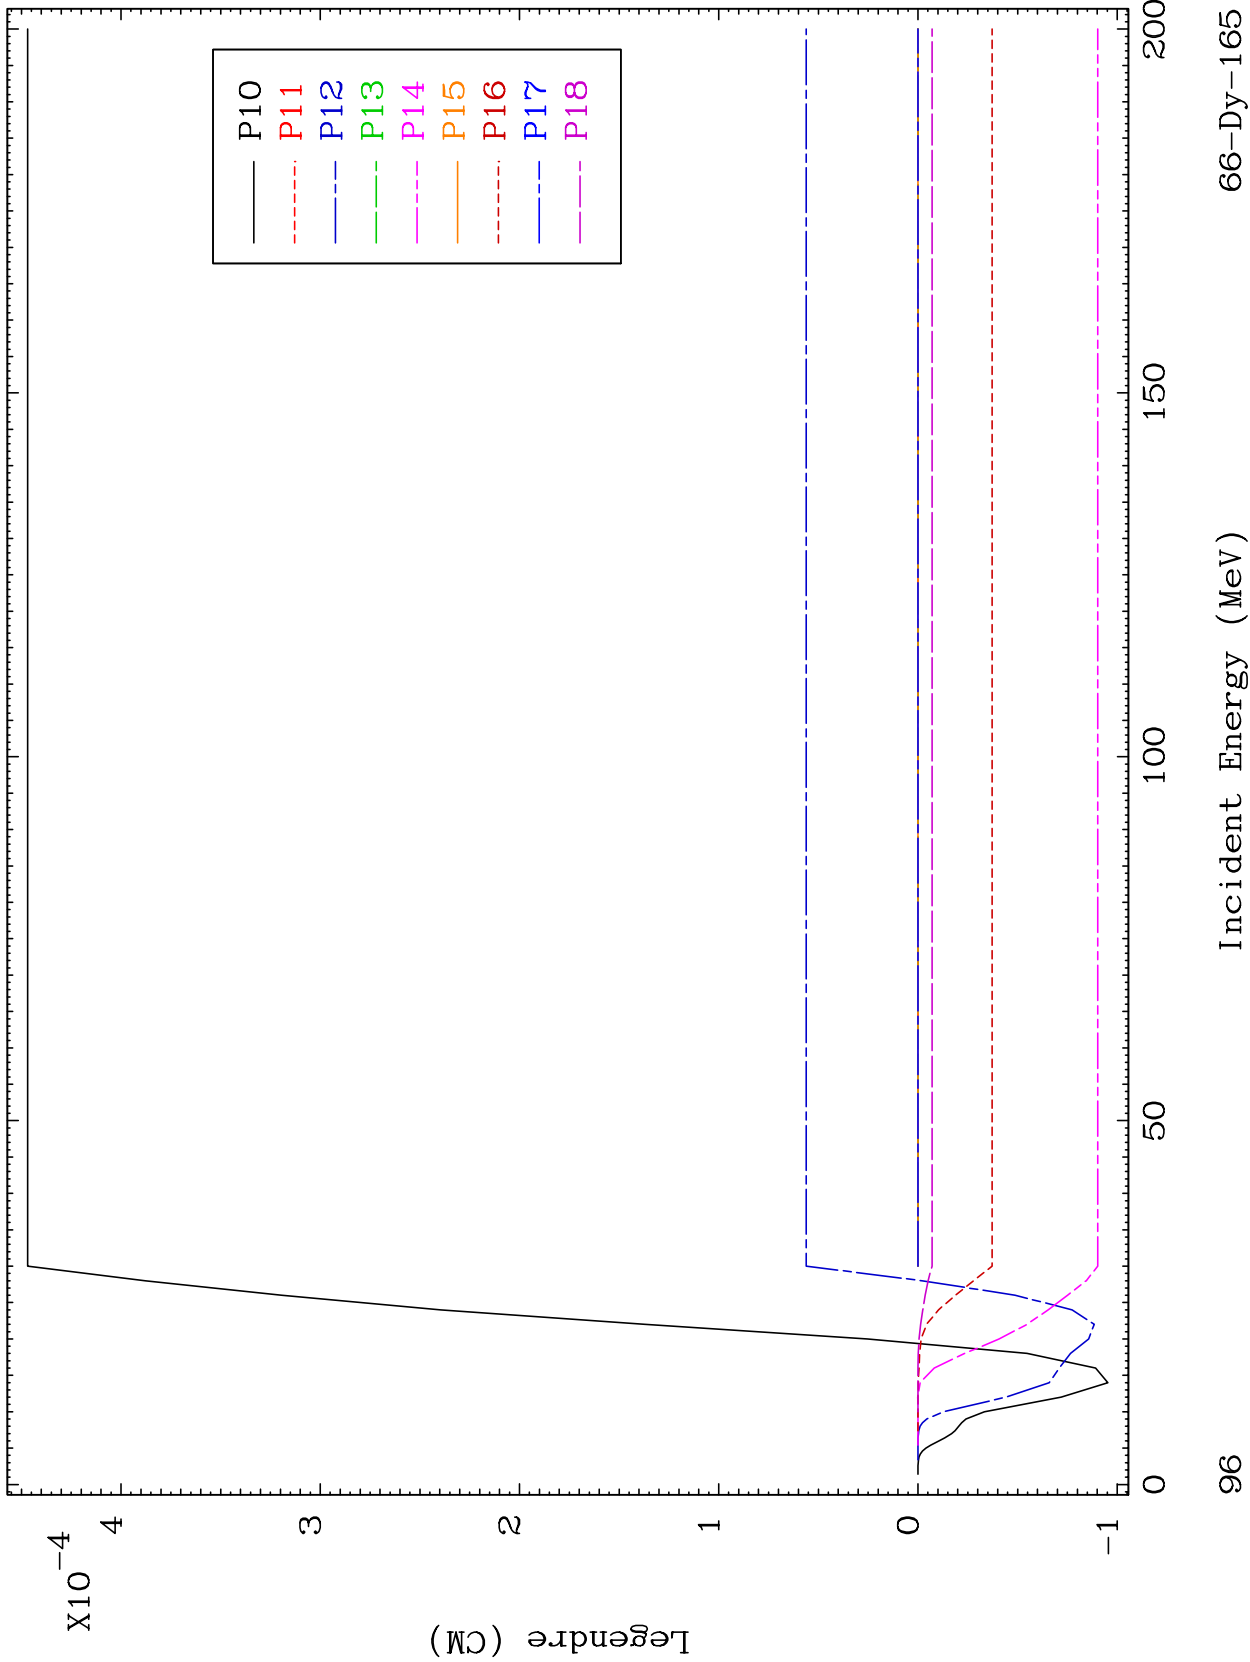 X10-4
Legendre (CM)
4
3
2
1
0
-1
P10
P11
P12
P13
P14
P15
P16
P17
P18
0
50
100
150
200
96
Incident Energy (MeV)
66-Dy-165